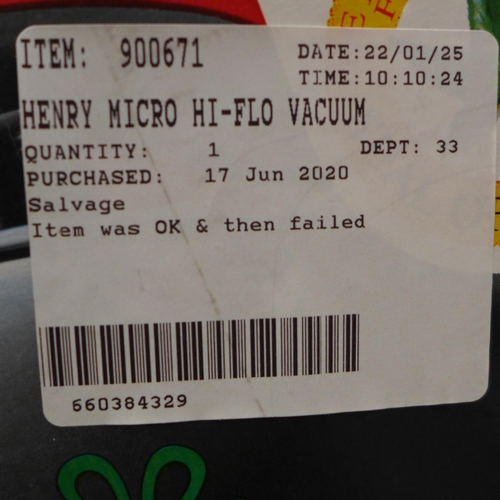 ITEM: 900671 DATE:22/01/25
TIME:10:10:24
HENRY MICRO HI-FLO VACUUM
QUANTITY: 1 DEPT: 33
PURCHASED: 17 Jun 2020
Salvage
Item was OK & then failed
660384329